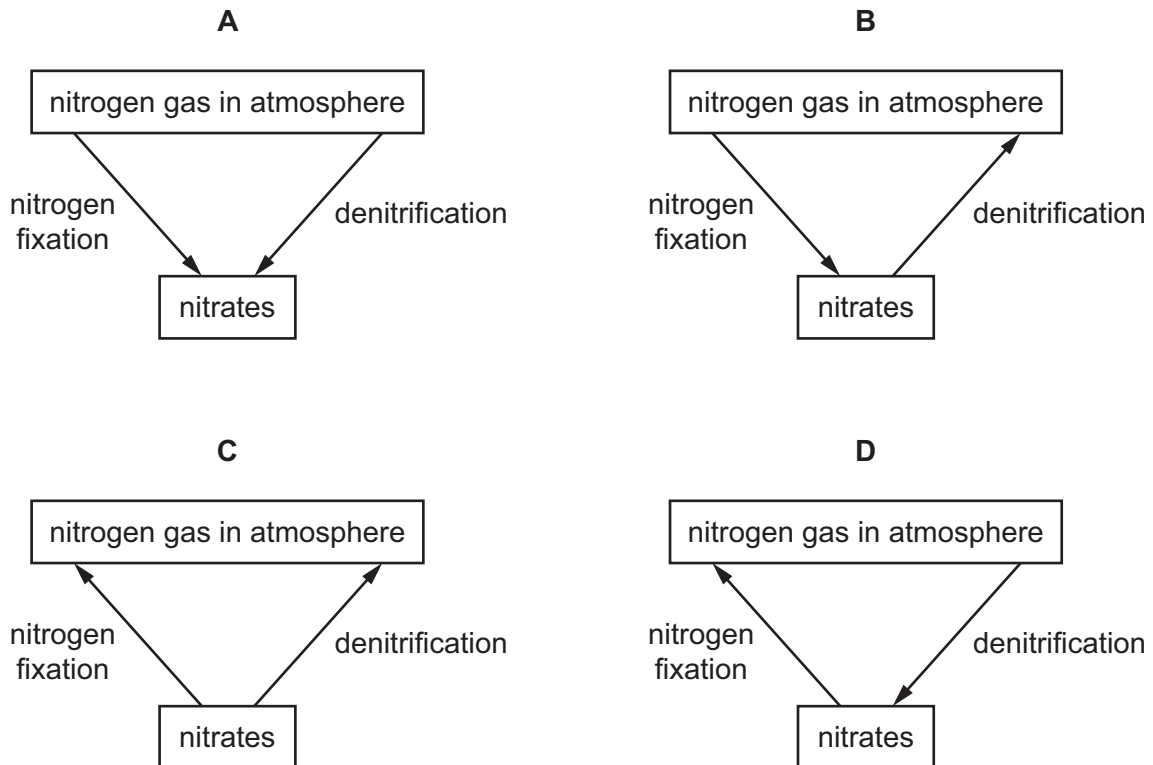 A
nitrogen gas in atmosphere
nitrogen
fixation
denitrification
nitrates
B
nitrogen gas in atmosphere
nitrogen
fixation
denitrification
nitrates
C
nitrogen gas in atmosphere
nitrogen
fixation
denitrification
nitrates
D
nitrogen gas in atmosphere
nitrogen
fixation
denitrification
nitrates